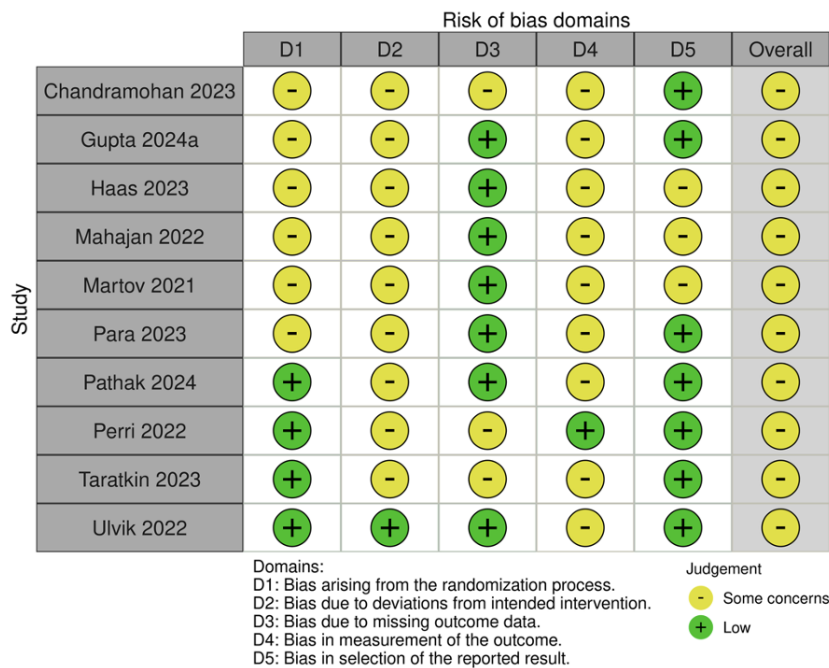 Risk of bias domains
D1 D2 D3 D4 D5 Overall
Study
Chandramohan 2023 - - - - + -
Gupta 2024a - - + - + -
Haas 2023 - - + - - -
Mahajan 2022 - - + - - -
Martov 2021 - - + - - -
Para 2023 - - + - + -
Pathak 2024 + - + - + -
Perri 2022 + - - + + -
Taratkin 2023 + - - - + -
Ulvik 2022 + + + - + -
Domains:
D1: Bias arising from the randomization process.
D2: Bias due to deviations from intended intervention.
D3: Bias due to missing outcome data.
D4: Bias in measurement of the outcome.
D5: Bias in selection of the reported result.
Judgement
- Some concerns
+ Low